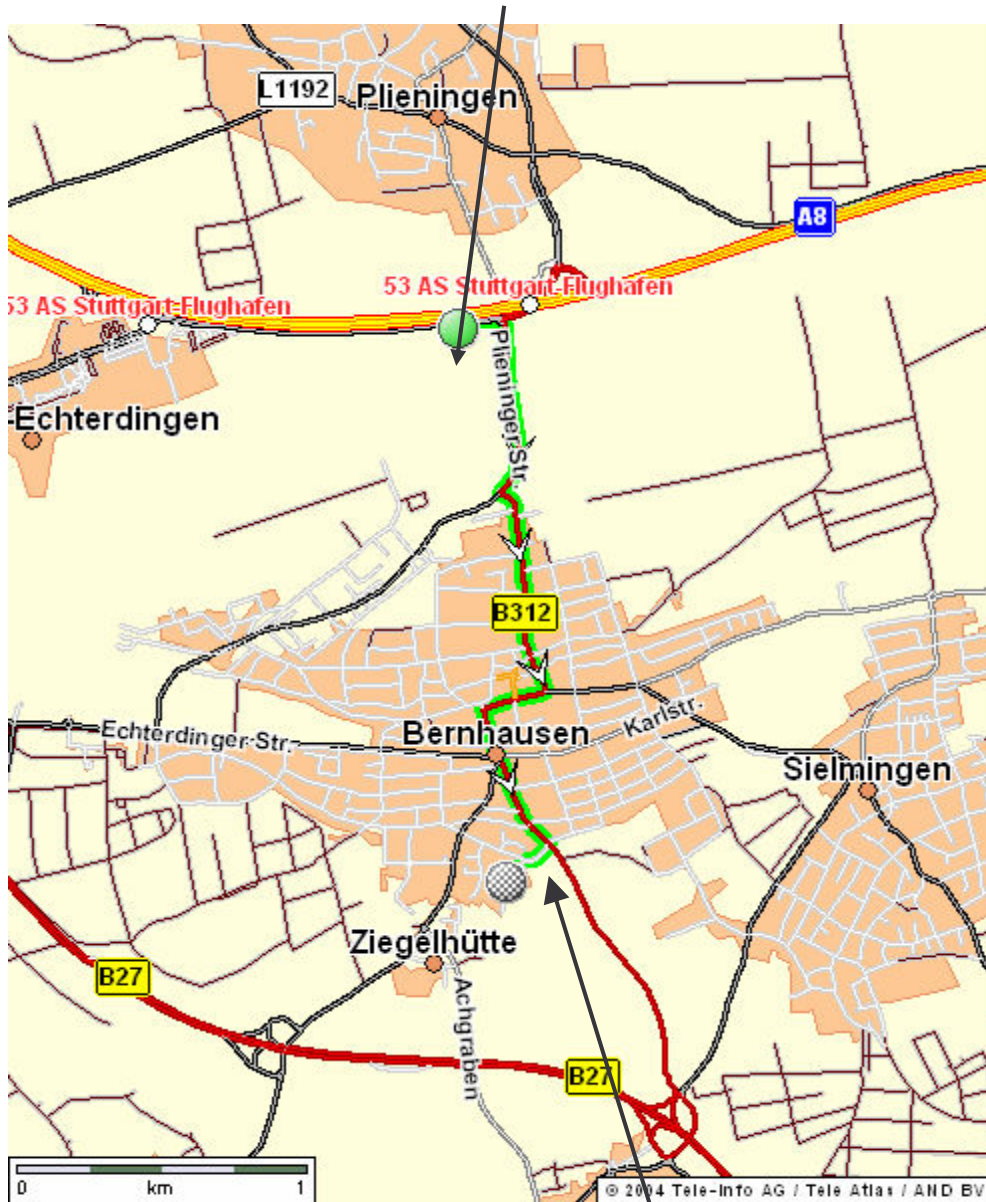 L1192
Plieningen
A8
53 AS Stuttgart-Flughafen
53 AS Stuttgart-Flughafen
Plieninger Str.
-Echterdingen
B312
Echterdinger Str.
Bernhausen
Karlstr.
Sielmingen
Ziegelhütte
B27
Achgraben
B27
0 km 1
© 2004 Tele-Info AG / Tele Atlas / AND BV